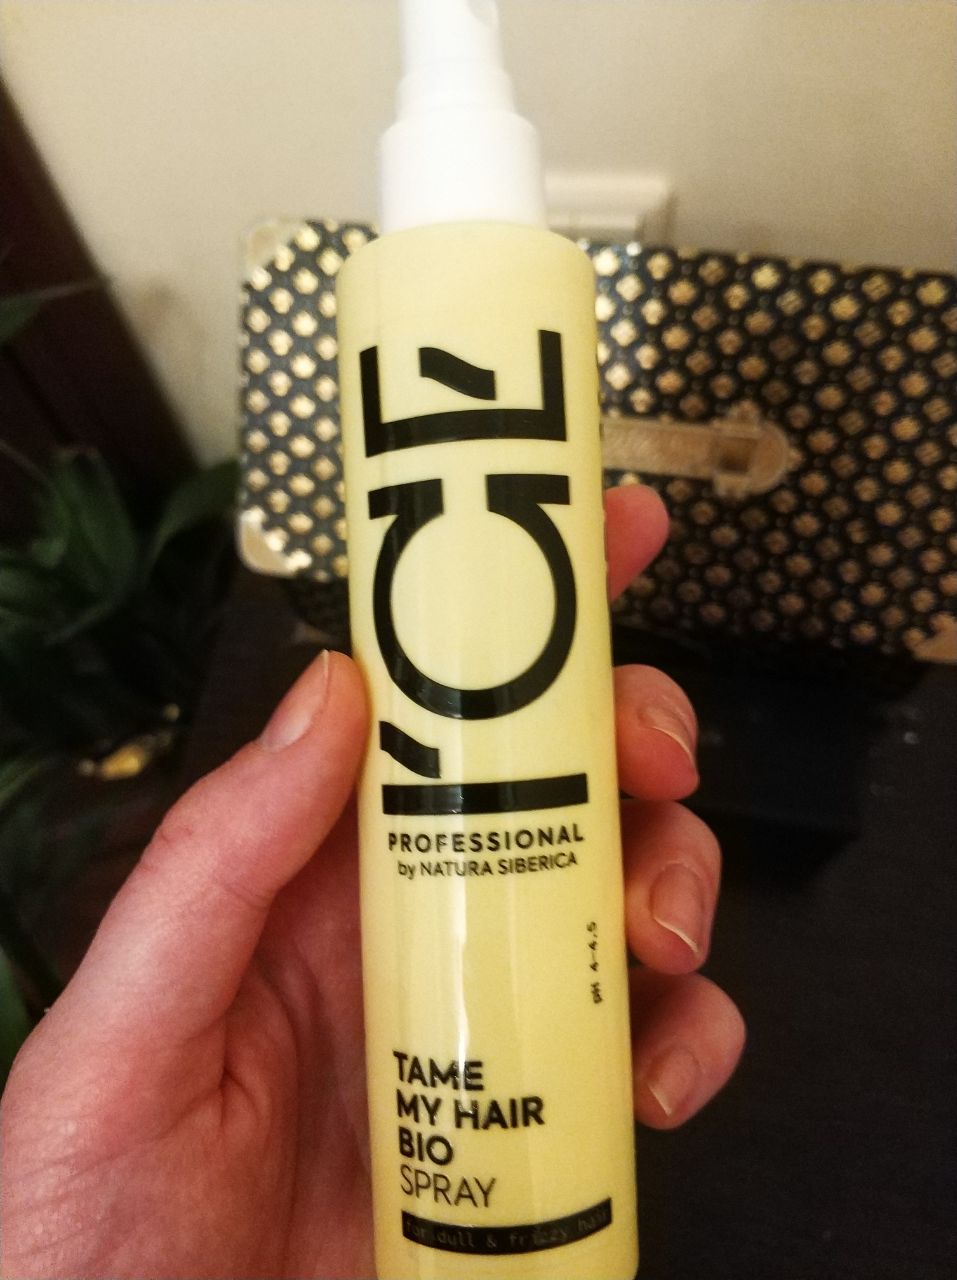 I'CE
PROFESSIONAL
by NATURA SIBERICA
pH 4-4,5
TAME
MY HAIR
BIO
SPRAY
for dull & frizzy hair